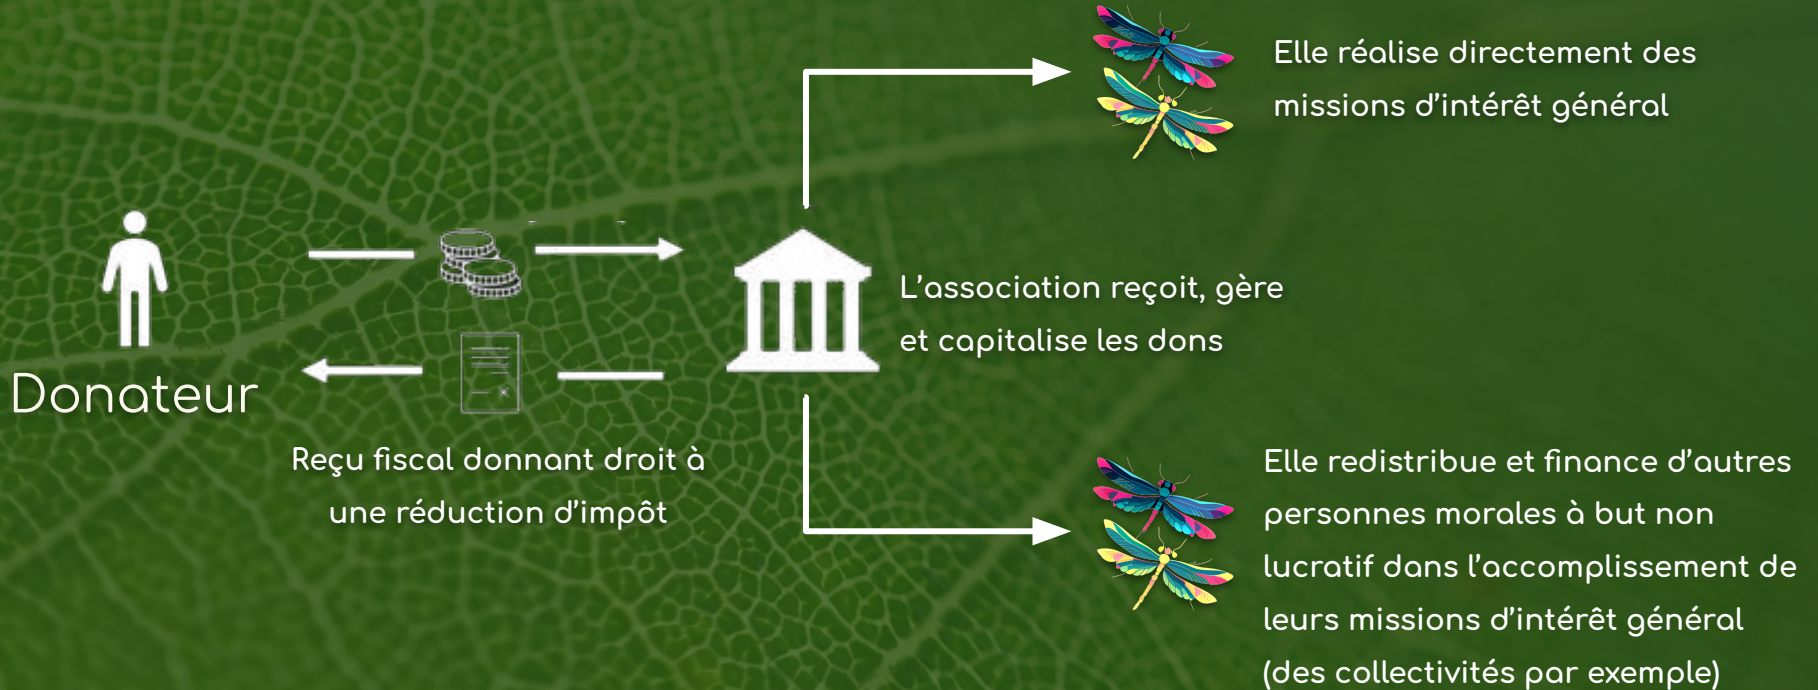 Elle réalise directement des
missions d'intérêt général
L'association reçoit, gère
et capitalise les dons
Donateur
Reçu fiscal donnant droit à
une réduction d'impôt
Elle redistribue et finance d'autres
personnes morales à but non
lucratif dans l'accomplissement de
leurs missions d'intérêt général
(des collectivités par exemple)